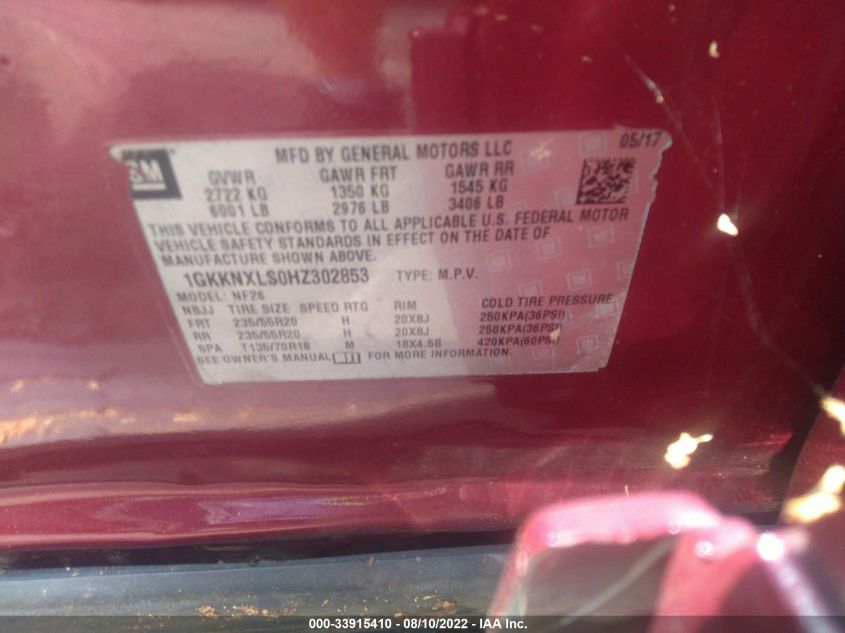 GM
MFD BY GENERAL MOTORS LLC
05/17
GVWR GAWR FRT GAWR RR
2722 KG 1350 KG 1545 KG
6001 LB 2976 LB 3406 LB
THIS VEHICLE CONFORMS TO ALL APPLICABLE U.S. FEDERAL MOTOR
VEHICLE SAFETY STANDARDS IN EFFECT ON THE DATE OF
MANUFACTURE SHOWN ABOVE.
1GKKNXLS0HZ302853 TYPE: M.P.V.
MODEL: NF26
NBJJ TIRE SIZE SPEED RTG RIM COLD TIRE PRESSURE
FRT 235/55R20 H 20X8J 250KPA(36PSI)
RR 235/55R20 H 20X8J 250KPA(36PSI)
SPA T135/70R18 M 18X4.5B 420KPA(60PSI)
SEE OWNER'S MANUAL FOR MORE INFORMATION.
000-33915410 - 08/10/2022 - IAA Inc.